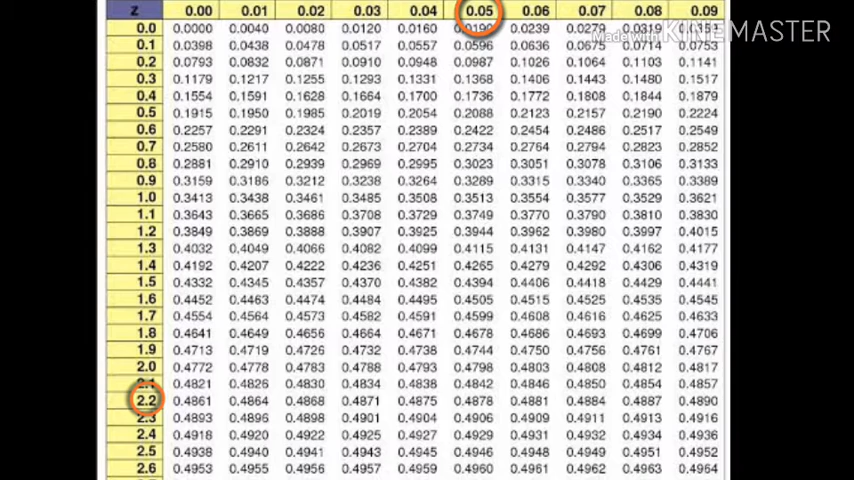 z 0.00 0.01 0.02 0.03 0.04 0.05 0.06 0.07 0.08 0.09
0.0 0.0000 0.0040 0.0080 0.0120 0.0160 0.0190 0.0239 0.0279 0.0319 0.0359
Made with KINEMASTER
0.1 0.0398 0.0438 0.0478 0.0517 0.0557 0.0596 0.0636 0.0675 0.0714 0.0753
0.2 0.0793 0.0832 0.0871 0.0910 0.0948 0.0987 0.1026 0.1064 0.1103 0.1141
0.3 0.1179 0.1217 0.1255 0.1293 0.1331 0.1368 0.1406 0.1443 0.1480 0.1517
0.4 0.1554 0.1591 0.1628 0.1664 0.1700 0.1736 0.1772 0.1808 0.1844 0.1879
0.5 0.1915 0.1950 0.1985 0.2019 0.2054 0.2088 0.2123 0.2157 0.2190 0.2224
0.6 0.2257 0.2291 0.2324 0.2357 0.2389 0.2422 0.2454 0.2486 0.2517 0.2549
0.7 0.2580 0.2611 0.2642 0.2673 0.2704 0.2734 0.2764 0.2794 0.2823 0.2852
0.8 0.2881 0.2910 0.2939 0.2969 0.2995 0.3023 0.3051 0.3078 0.3106 0.3133
0.9 0.3159 0.3186 0.3212 0.3238 0.3264 0.3289 0.3315 0.3340 0.3365 0.3389
1.0 0.3413 0.3438 0.3461 0.3485 0.3508 0.3513 0.3554 0.3577 0.3529 0.3621
1.1 0.3643 0.3665 0.3686 0.3708 0.3729 0.3749 0.3770 0.3790 0.3810 0.3830
1.2 0.3849 0.3869 0.3888 0.3907 0.3925 0.3944 0.3962 0.3980 0.3997 0.4015
1.3 0.4032 0.4049 0.4066 0.4082 0.4099 0.4115 0.4131 0.4147 0.4162 0.4177
1.4 0.4192 0.4207 0.4222 0.4236 0.4251 0.4265 0.4279 0.4292 0.4306 0.4319
1.5 0.4332 0.4345 0.4357 0.4370 0.4382 0.4394 0.4406 0.4418 0.4429 0.4441
1.6 0.4452 0.4463 0.4474 0.4484 0.4495 0.4505 0.4515 0.4525 0.4535 0.4545
1.7 0.4554 0.4564 0.4573 0.4582 0.4591 0.4599 0.4608 0.4616 0.4625 0.4633
1.8 0.4641 0.4649 0.4656 0.4664 0.4671 0.4678 0.4686 0.4693 0.4699 0.4706
1.9 0.4713 0.4719 0.4726 0.4732 0.4738 0.4744 0.4750 0.4756 0.4761 0.4767
2.0 0.4772 0.4778 0.4783 0.4788 0.4793 0.4798 0.4803 0.4808 0.4812 0.4817
2.1 0.4821 0.4826 0.4830 0.4834 0.4838 0.4842 0.4846 0.4850 0.4854 0.4857
2.2 0.4861 0.4864 0.4868 0.4871 0.4875 0.4878 0.4881 0.4884 0.4887 0.4890
2.3 0.4893 0.4896 0.4898 0.4901 0.4904 0.4906 0.4909 0.4911 0.4913 0.4916
2.4 0.4918 0.4920 0.4922 0.4925 0.4927 0.4929 0.4931 0.4932 0.4934 0.4936
2.5 0.4938 0.4940 0.4941 0.4943 0.4945 0.4946 0.4948 0.4949 0.4951 0.4952
2.6 0.4953 0.4955 0.4956 0.4957 0.4959 0.4960 0.4961 0.4962 0.4963 0.4964